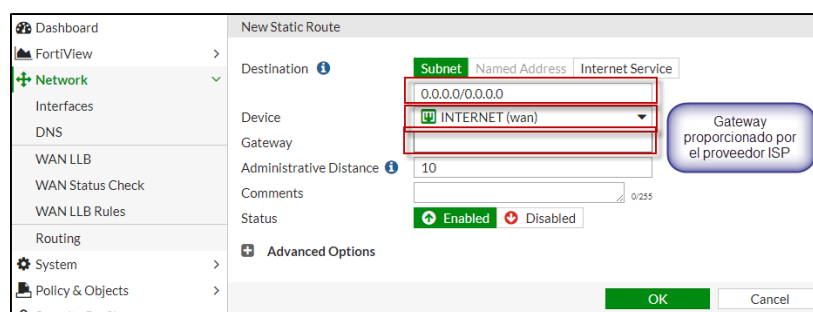 Dashboard
FortiView
Network
Interfaces
DNS
WAN LLB
WAN Status Check
WAN LLB Rules
Routing
System
Policy & Objects
New Static Route
Destination
Subnet Named Address Internet Service
0.0.0.0/0.0.0.0
Device INTERNET (wan)
Gateway
Administrative Distance 10
Comments 0/255
Status Enabled Disabled
Advanced Options
OK Cancel
Gateway
proporcionado por
el proveedor ISP